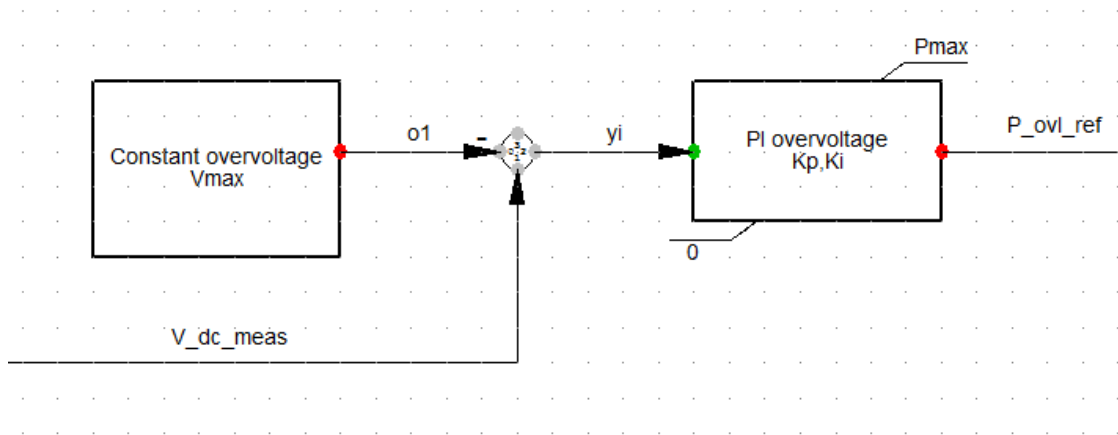 Pmax
Constant overvoltage
Vmax
o1
-
yi
PI overvoltage
Kp,Ki
P_ovl_ref
0
V_dc_meas